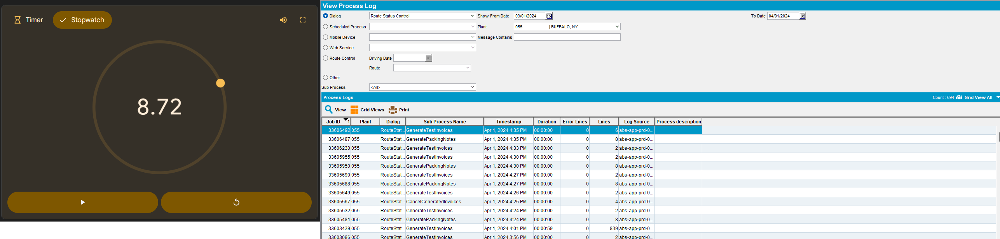 Timer
Stopwatch
8.72
View Process Log
Dialog Route Status Control Show From Date 03/01/2024 16 To Date 04/01/2024 16
Scheduled Process Plant 055 | BUFFALO, NY
Mobile Device Message Contains
Web Service
Route Control Driving Date 16
Route
Other
Sub Process <All>
Process Logs Count : 694 Grid View All
View Grid Views Print
Job ID 1 Plant Dialog Sub Process Name Timestamp Duration Error Lines Lines Log Source Process description
33606492 055 RouteStat... GenerateTestInvoices Apr 1, 2024 4:35 PM 00:00:00 0 6 abs-app-prd-0...
33606487 055 RouteStat... GeneratePackingNotes Apr 1, 2024 4:35 PM 00:00:00 0 8 abs-app-prd-0...
33606230 055 RouteStat... GenerateTestInvoices Apr 1, 2024 4:33 PM 00:00:00 0 2 abs-app-prd-0...
33605955 055 RouteStat... GenerateTestInvoices Apr 1, 2024 4:30 PM 00:00:00 0 2 abs-app-prd-0...
33605950 055 RouteStat... GeneratePackingNotes Apr 1, 2024 4:30 PM 00:00:00 0 8 abs-app-prd-0...
33605690 055 RouteStat... GenerateTestInvoices Apr 1, 2024 4:27 PM 00:00:00 0 2 abs-app-prd-0...
33605688 055 RouteStat... GeneratePackingNotes Apr 1, 2024 4:27 PM 00:00:00 0 8 abs-app-prd-0...
33605649 055 RouteStat... GenerateTestInvoices Apr 1, 2024 4:26 PM 00:00:00 0 2 abs-app-prd-0...
33605567 055 RouteStat... CancelGeneratedInvoices Apr 1, 2024 4:25 PM 00:00:00 0 4 abs-app-prd-0...
33605532 055 RouteStat... GenerateTestInvoices Apr 1, 2024 4:24 PM 00:00:00 0 2 abs-app-prd-0...
33605481 055 RouteStat... GeneratePackingNotes Apr 1, 2024 4:24 PM 00:00:00 0 8 abs-app-prd-0...
33603439 055 RouteStat... GenerateTestInvoices Apr 1, 2024 4:01 PM 00:00:59 0 839 abs-app-prd-0...
33603086 055 RouteStat... GenerateTestInvoices Apr 1, 2024 3:56 PM 00:00:00 0 2 abs-app-prd-0...